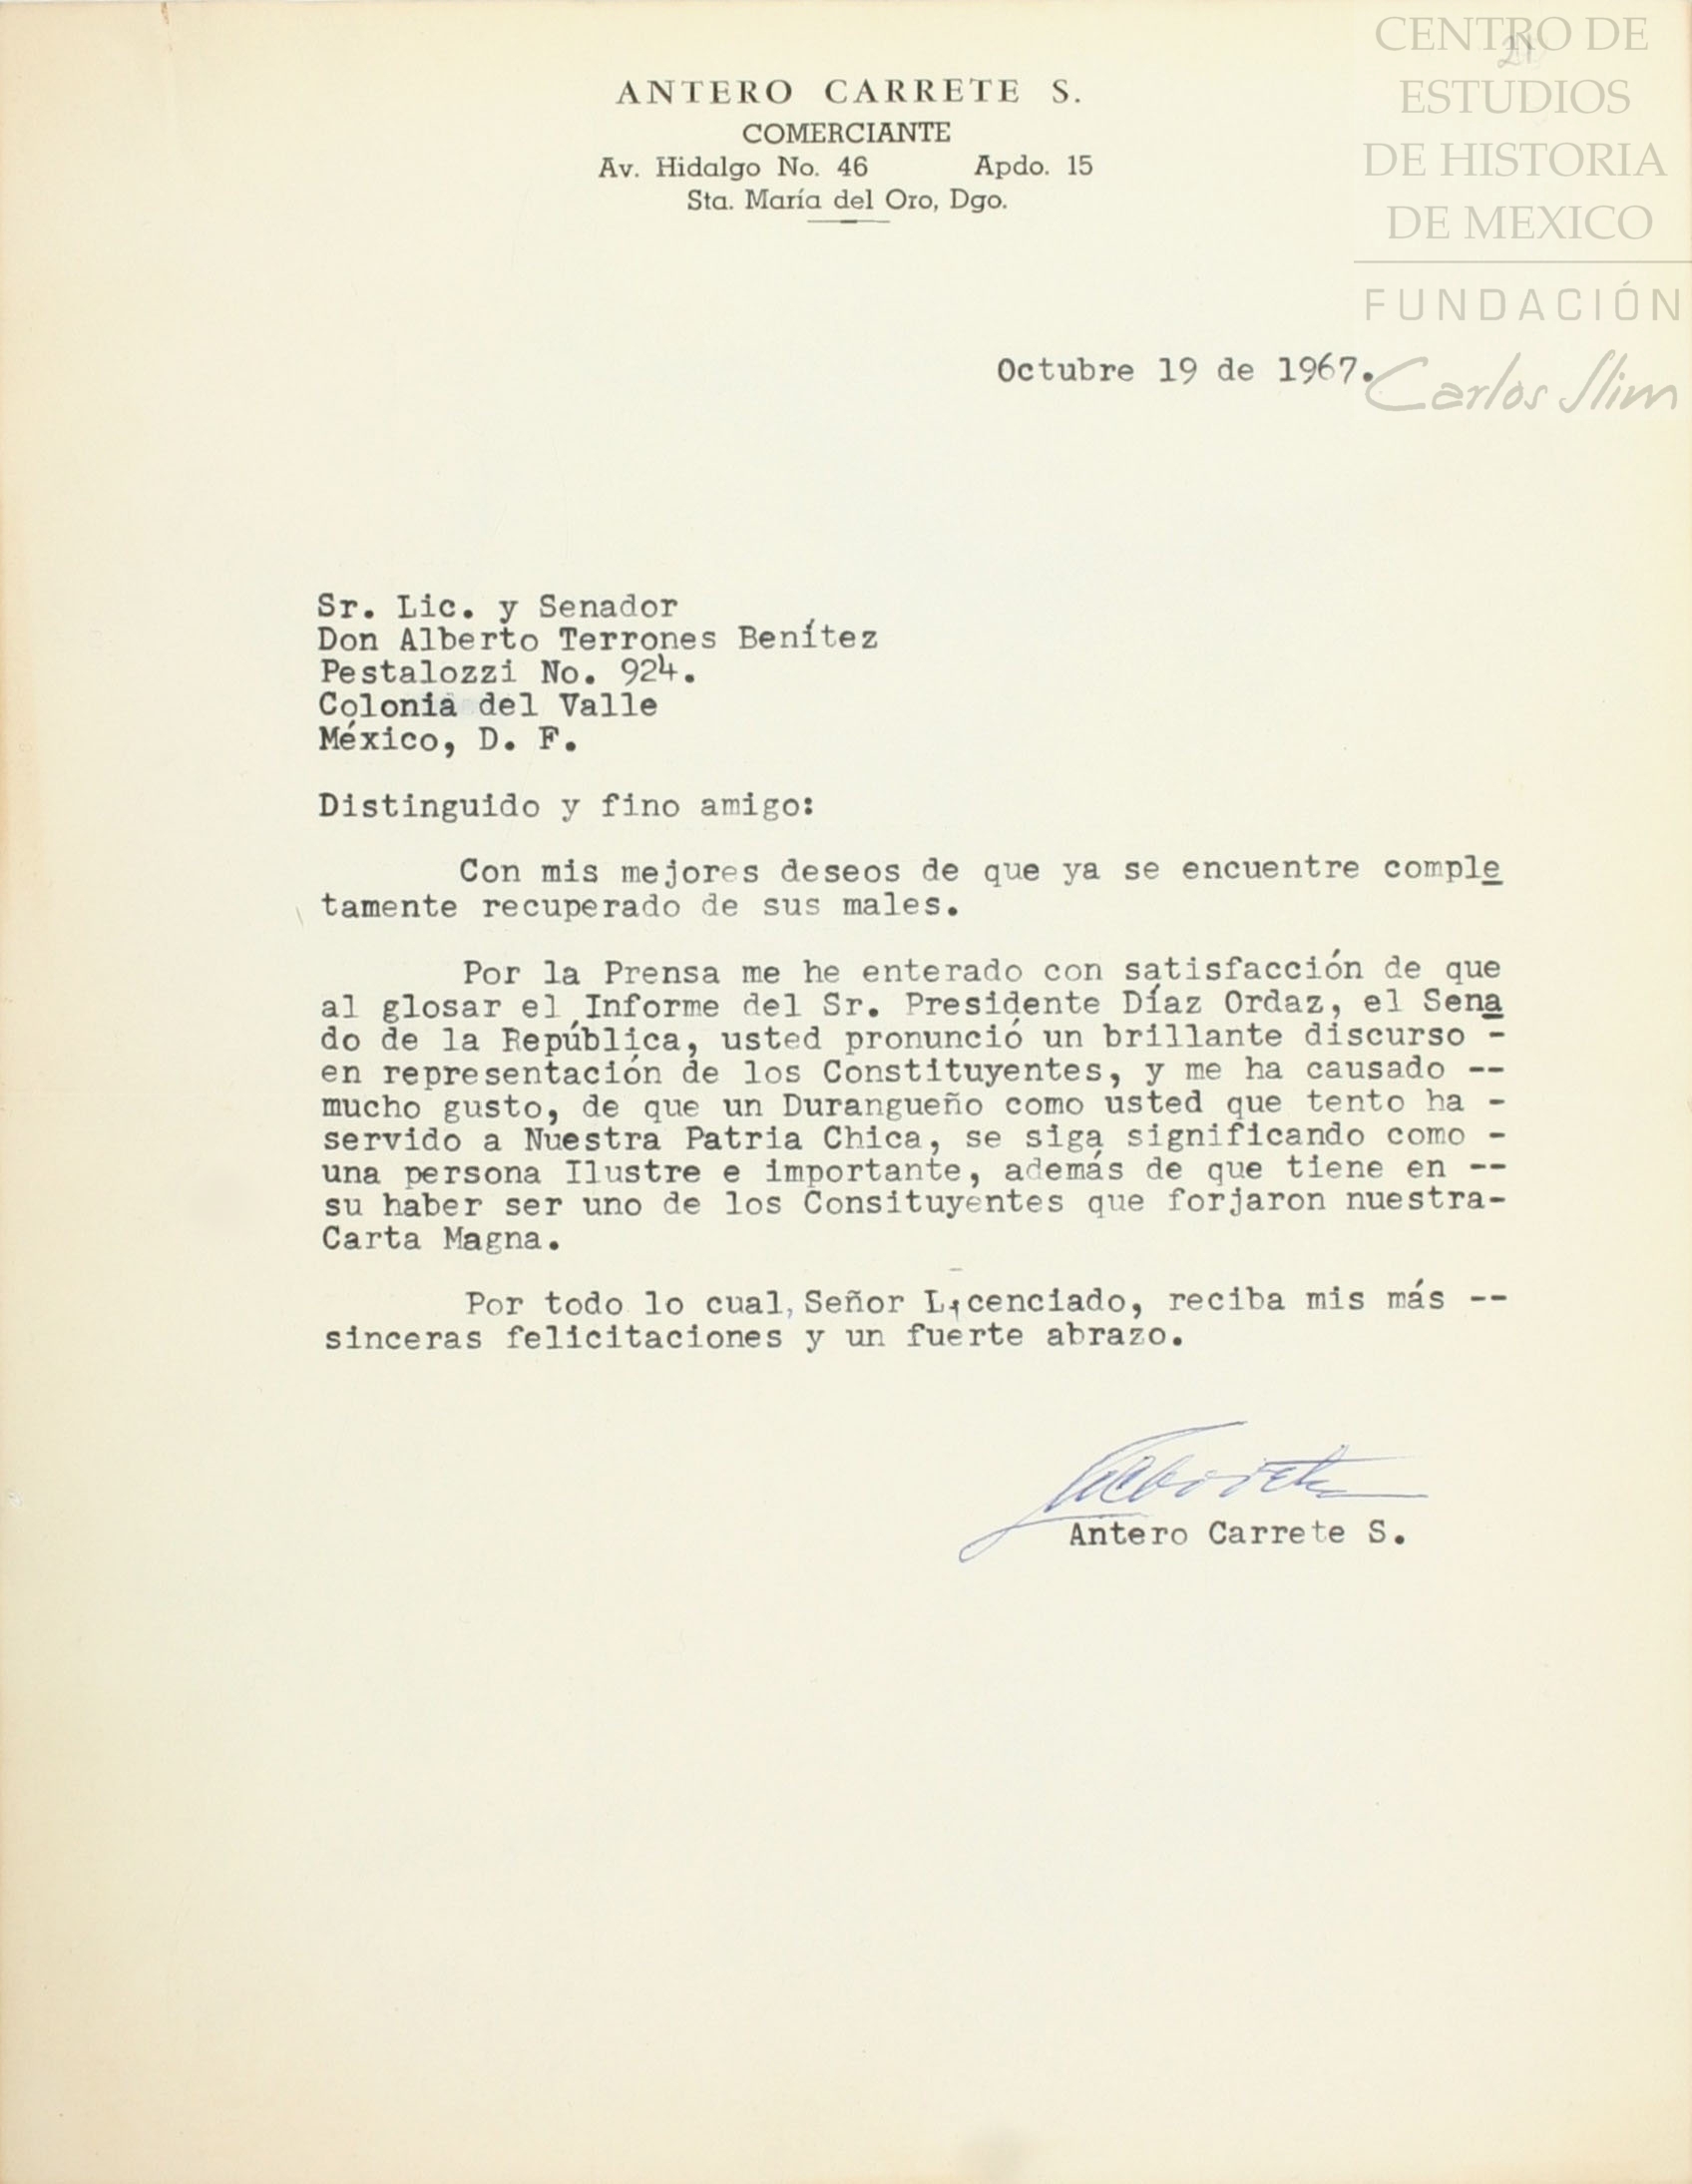 CENTRO DE
ESTUDIOS
DE HISTORIA
DE MEXICO
FUNDACIÓN
Carlos Slim
21
ANTERO CARRETE S.
COMERCIANTE
Av. Hidalgo No. 46 Apdo. 15
Sta. María del Oro, Dgo.
Octubre 19 de 1967.
Sr. Lic. y Senador
Don Alberto Terrones Benítez
Pestalozzi No. 924.
Colonia del Valle
México, D. F.
Distinguido y fino amigo:
Con mis mejores deseos de que ya se encuentre comple
tamente recuperado de sus males.
Por la Prensa me he enterado con satisfacción de que
al glosar el Informe del Sr. Presidente Díaz Ordaz, el Sena
do de la República, usted pronunció un brillante discurso -
en representación de los Constituyentes, y me ha causado --
mucho gusto, de que un Durangueño como usted que tento ha -
servido a Nuestra Patria Chica, se siga significando como -
una persona Ilustre e importante, además de que tiene en --
su haber ser uno de los Consituyentes que forjaron nuestra-
Carta Magna.
Por todo lo cual, Señor Licenciado, reciba mis más --
sinceras felicitaciones y un fuerte abrazo.
Antero Carrete S.